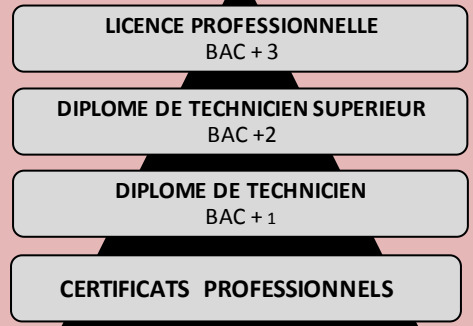 LICENCE PROFESSIONNELLE
BAC + 3
DIPLOME DE TECHNICIEN SUPERIEUR
BAC +2
DIPLOME DE TECHNICIEN
BAC + 1
CERTIFICATS PROFESSIONNELS